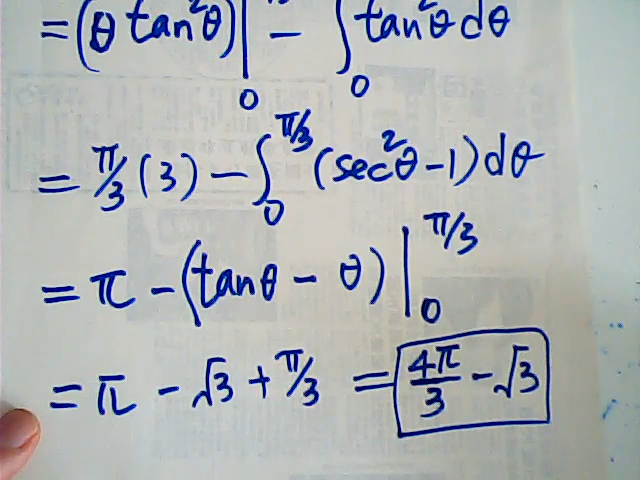 = (θ tan²θ)|₀ − ∫₀ tan²θ dθ
= π/3 (3) − ∫₀^π/3 (sec²θ − 1) dθ
= π − (tanθ − θ)|₀^π/3
= π − √3 + π/3 = 4π/3 − √3